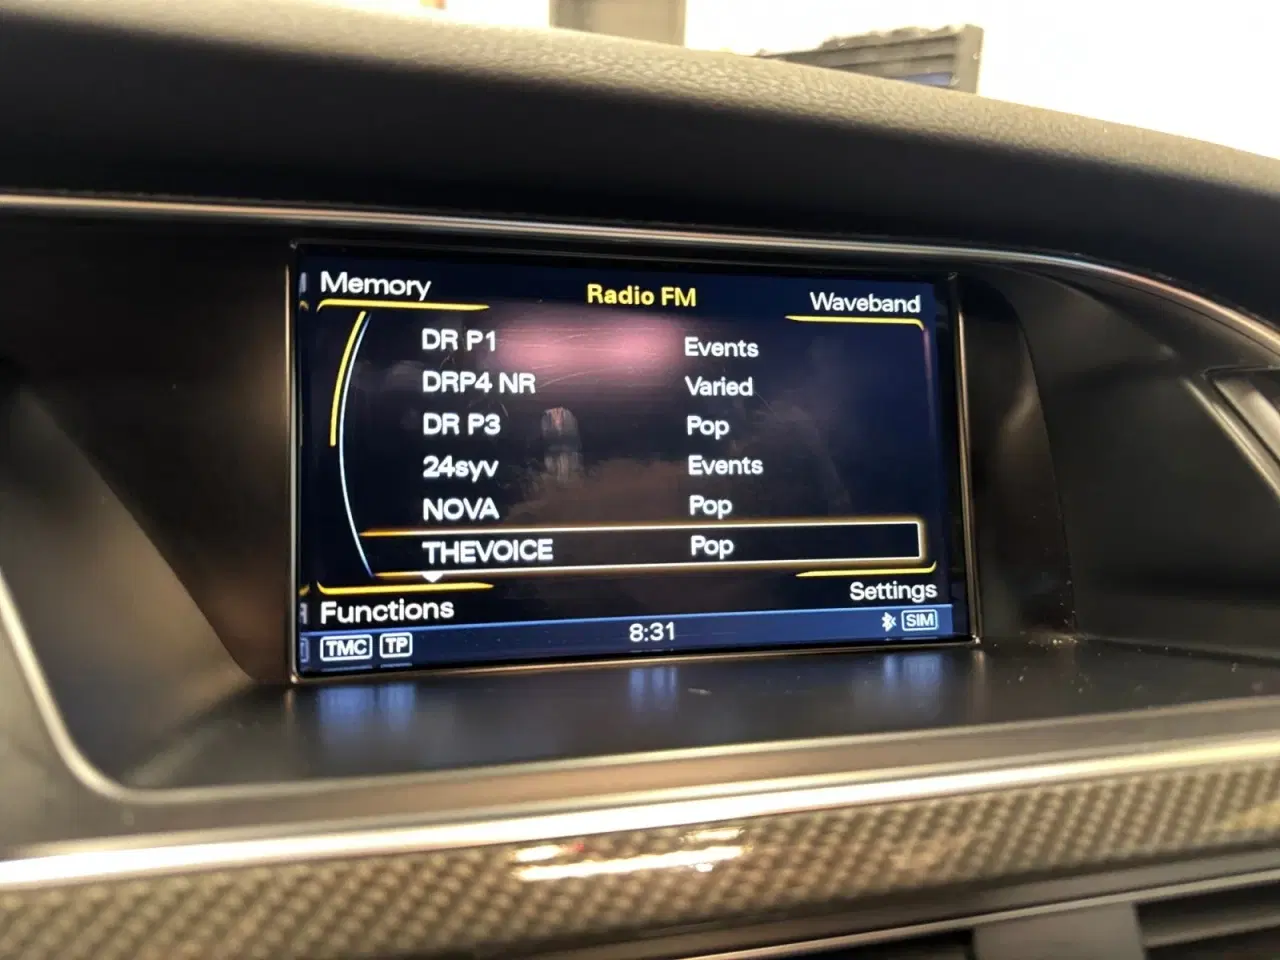 Memory Radio FM Waveband
DR P1 Events
DRP4 NR Varied
DR P3 Pop
24syv Events
NOVA Pop
THEVOICE Pop
Functions Settings
TMC TP 8:31 SIM